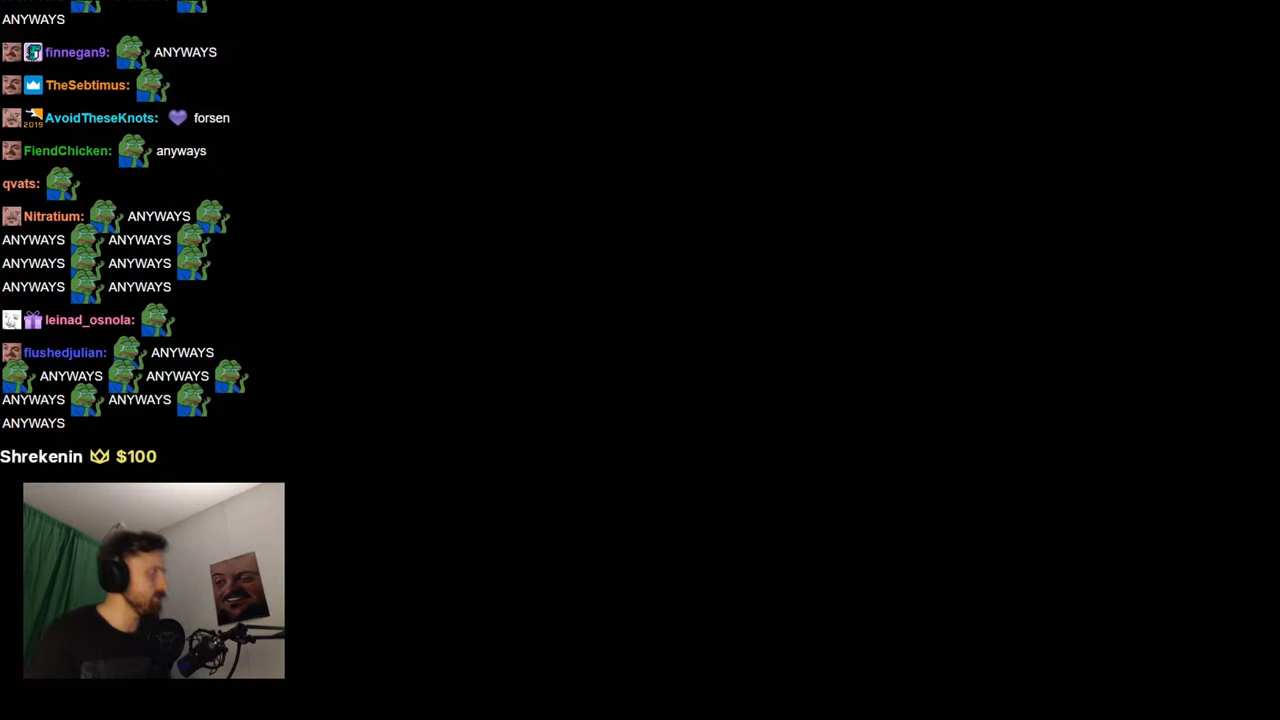 ANYWAYS
finnegan9: ANYWAYS
TheSebtimus:
2019 AvoidTheseKnots: forsen
FiendChicken: anyways
qvats:
Nitratium: ANYWAYS
ANYWAYS ANYWAYS
ANYWAYS ANYWAYS
ANYWAYS ANYWAYS
leinad_osnola:
flushedjulian: ANYWAYS
ANYWAYS ANYWAYS
ANYWAYS ANYWAYS
ANYWAYS
Shrekenin $100